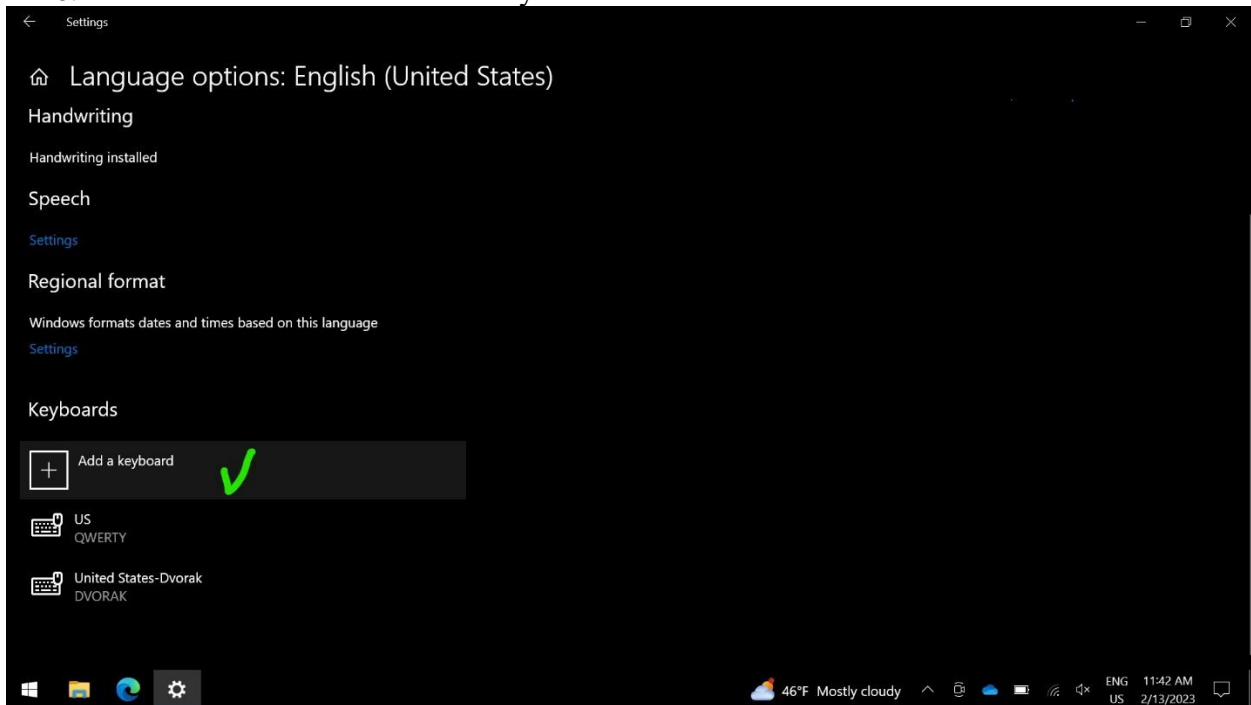 Settings
Language options: English (United States)
Handwriting
Handwriting installed
Speech
Settings
Regional format
Windows formats dates and times based on this language
Settings
Keyboards
Add a keyboard
US
QWERTY
United States-Dvorak
DVORAK
46°F Mostly cloudy
ENG
US
11:42 AM
2/13/2023